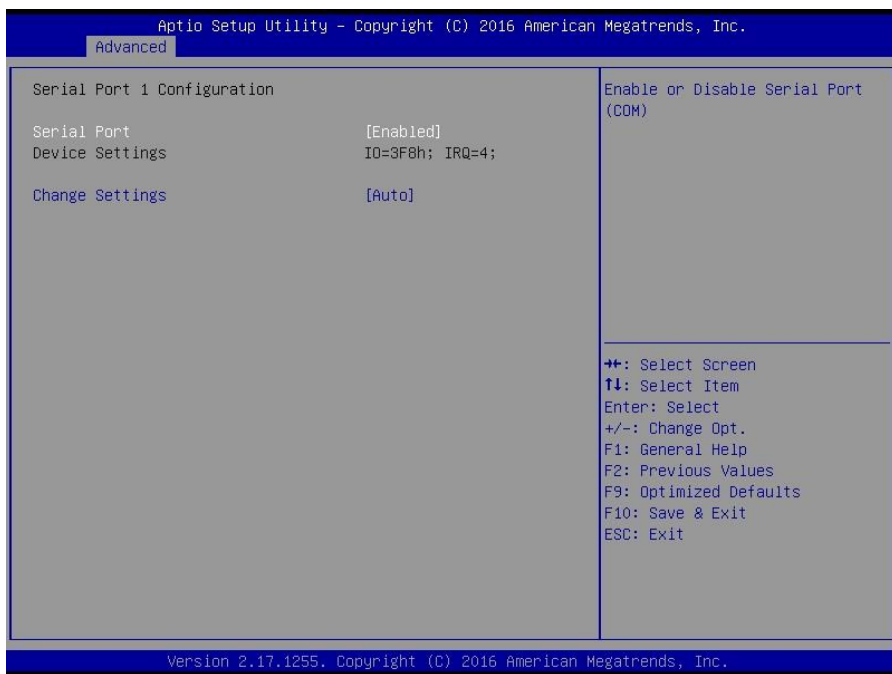 Aptio Setup Utility – Copyright (C) 2016 American Megatrends, Inc.
Advanced
Serial Port 1 Configuration
Serial Port [Enabled]
Device Settings IO=3F8h; IRQ=4;
Change Settings [Auto]
Enable or Disable Serial Port
(COM)
→←: Select Screen
↑↓: Select Item
Enter: Select
+/-: Change Opt.
F1: General Help
F2: Previous Values
F9: Optimized Defaults
F10: Save & Exit
ESC: Exit
Version 2.17.1255. Copyright (C) 2016 American Megatrends, Inc.